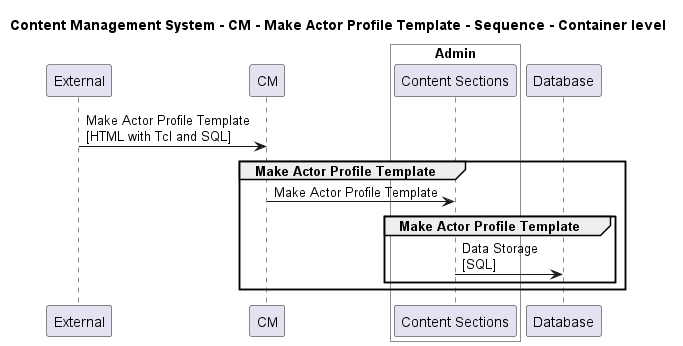 Content Management System - CM - Make Actor Profile Template - Sequence - Container level
Admin
External
CM
Content Sections
Database
Make Actor Profile Template
[HTML with Tcl and SQL]
Make Actor Profile Template
Make Actor Profile Template
Make Actor Profile Template
Data Storage
[SQL]
External
CM
Content Sections
Database